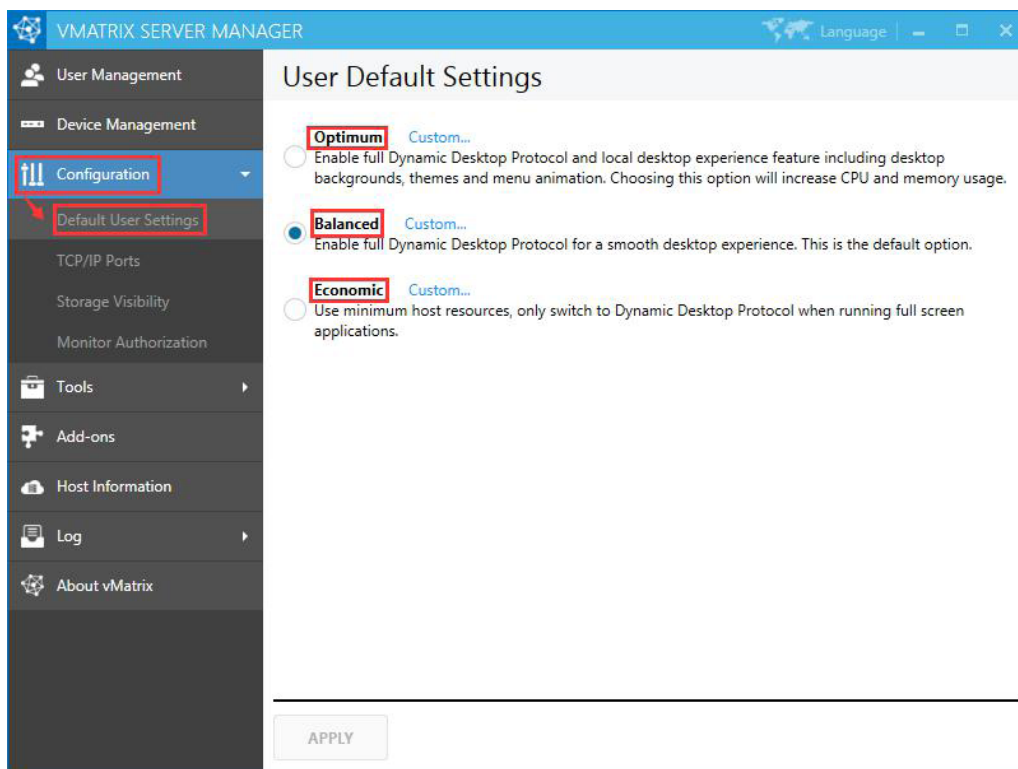 VMATRIX SERVER MANAGER
Language
User Management
Device Management
Configuration
Default User Settings
TCP/IP Ports
Storage Visibility
Monitor Authorization
Tools
Add-ons
Host Information
Log
About vMatrix
User Default Settings
Optimum Custom...
Enable full Dynamic Desktop Protocol and local desktop experience feature including desktop
backgrounds, themes and menu animation. Choosing this option will increase CPU and memory usage.
Balanced Custom...
Enable full Dynamic Desktop Protocol for a smooth desktop experience. This is the default option.
Economic Custom...
Use minimum host resources, only switch to Dynamic Desktop Protocol when running full screen
applications.
APPLY